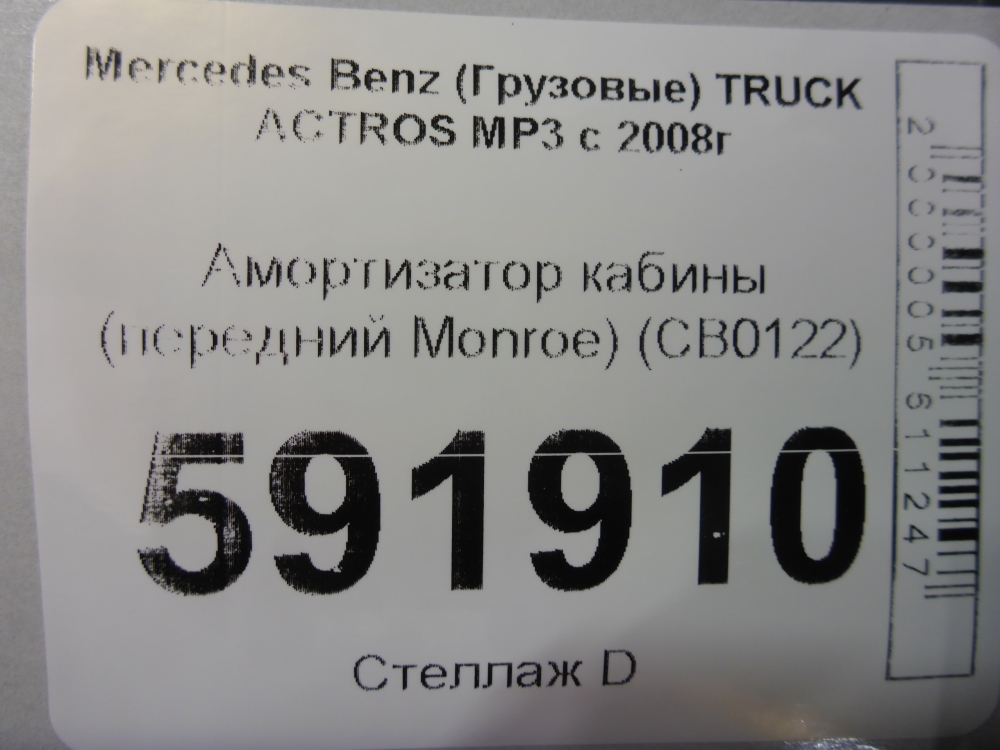 Mercedes Benz (Грузовые) TRUCK
ACTROS MP3 с 2008г
Амортизатор кабины
(передний Monroe) (CB0122)
591910
Стеллаж D
2000005611247